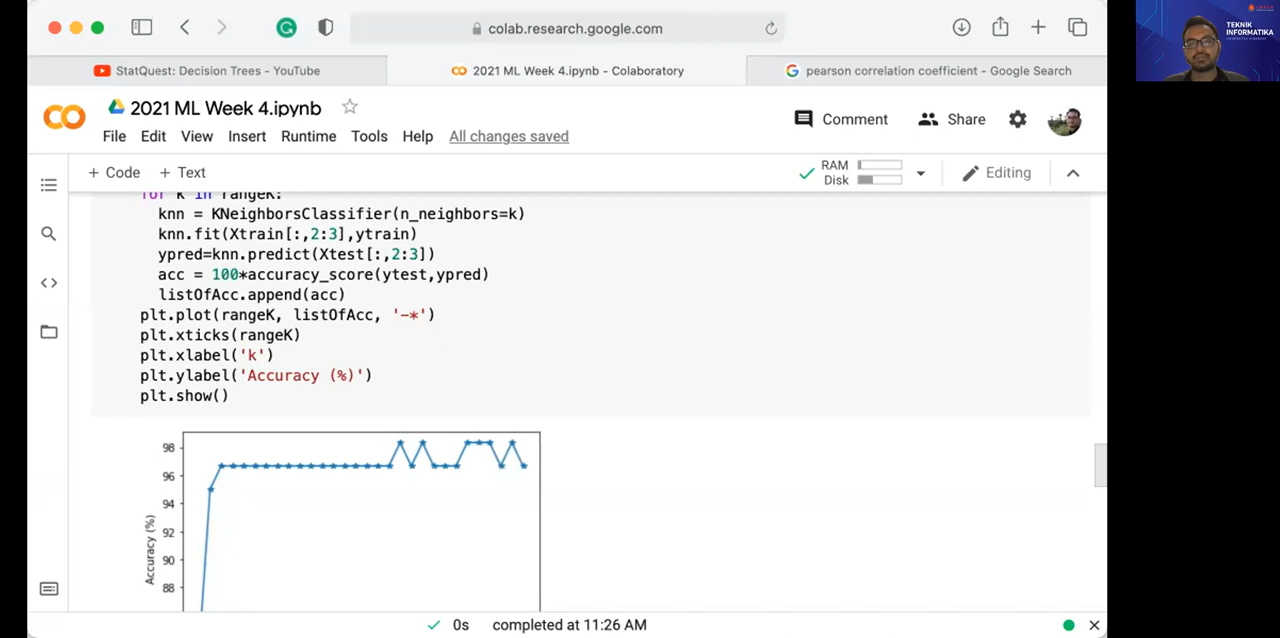 colab.research.google.com
StatQuest: Decision Trees - YouTube
2021 ML Week 4.ipynb - Colaboratory
pearson correlation coefficient - Google Search
TEKNIK
INFORMATIKA
2021 ML Week 4.ipynb
Comment
Share
File Edit View Insert Runtime Tools Help All changes saved
+ Code + Text
RAM
Disk
Editing
for k in rangeK:
knn = KNeighborsClassifier(n_neighbors=k)
knn.fit(Xtrain[:,2:3],ytrain)
ypred=knn.predict(Xtest[:,2:3])
acc = 100*accuracy_score(ytest,ypred)
listOfAcc.append(acc)
plt.plot(rangeK, listOfAcc, '-*')
plt.xticks(rangeK)
plt.xlabel('k')
plt.ylabel('Accuracy (%)')
plt.show()
98
96
94
92
90
88
Accuracy (%)
0s completed at 11:26 AM